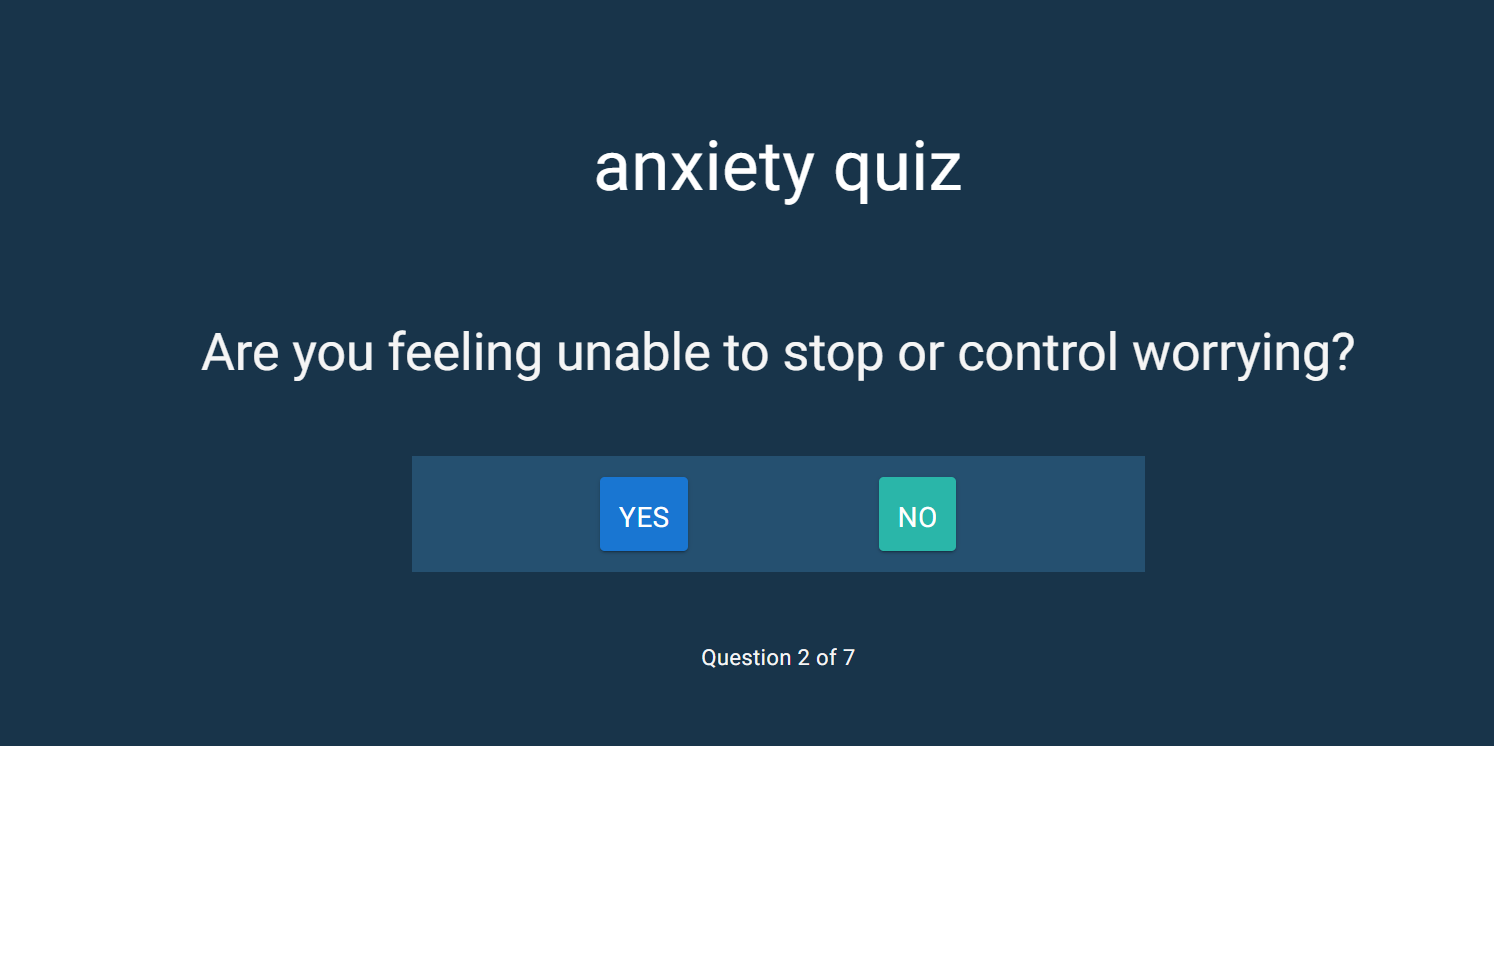 anxiety quiz
Are you feeling unable to stop or control worrying?
YES
NO
Question 2 of 7